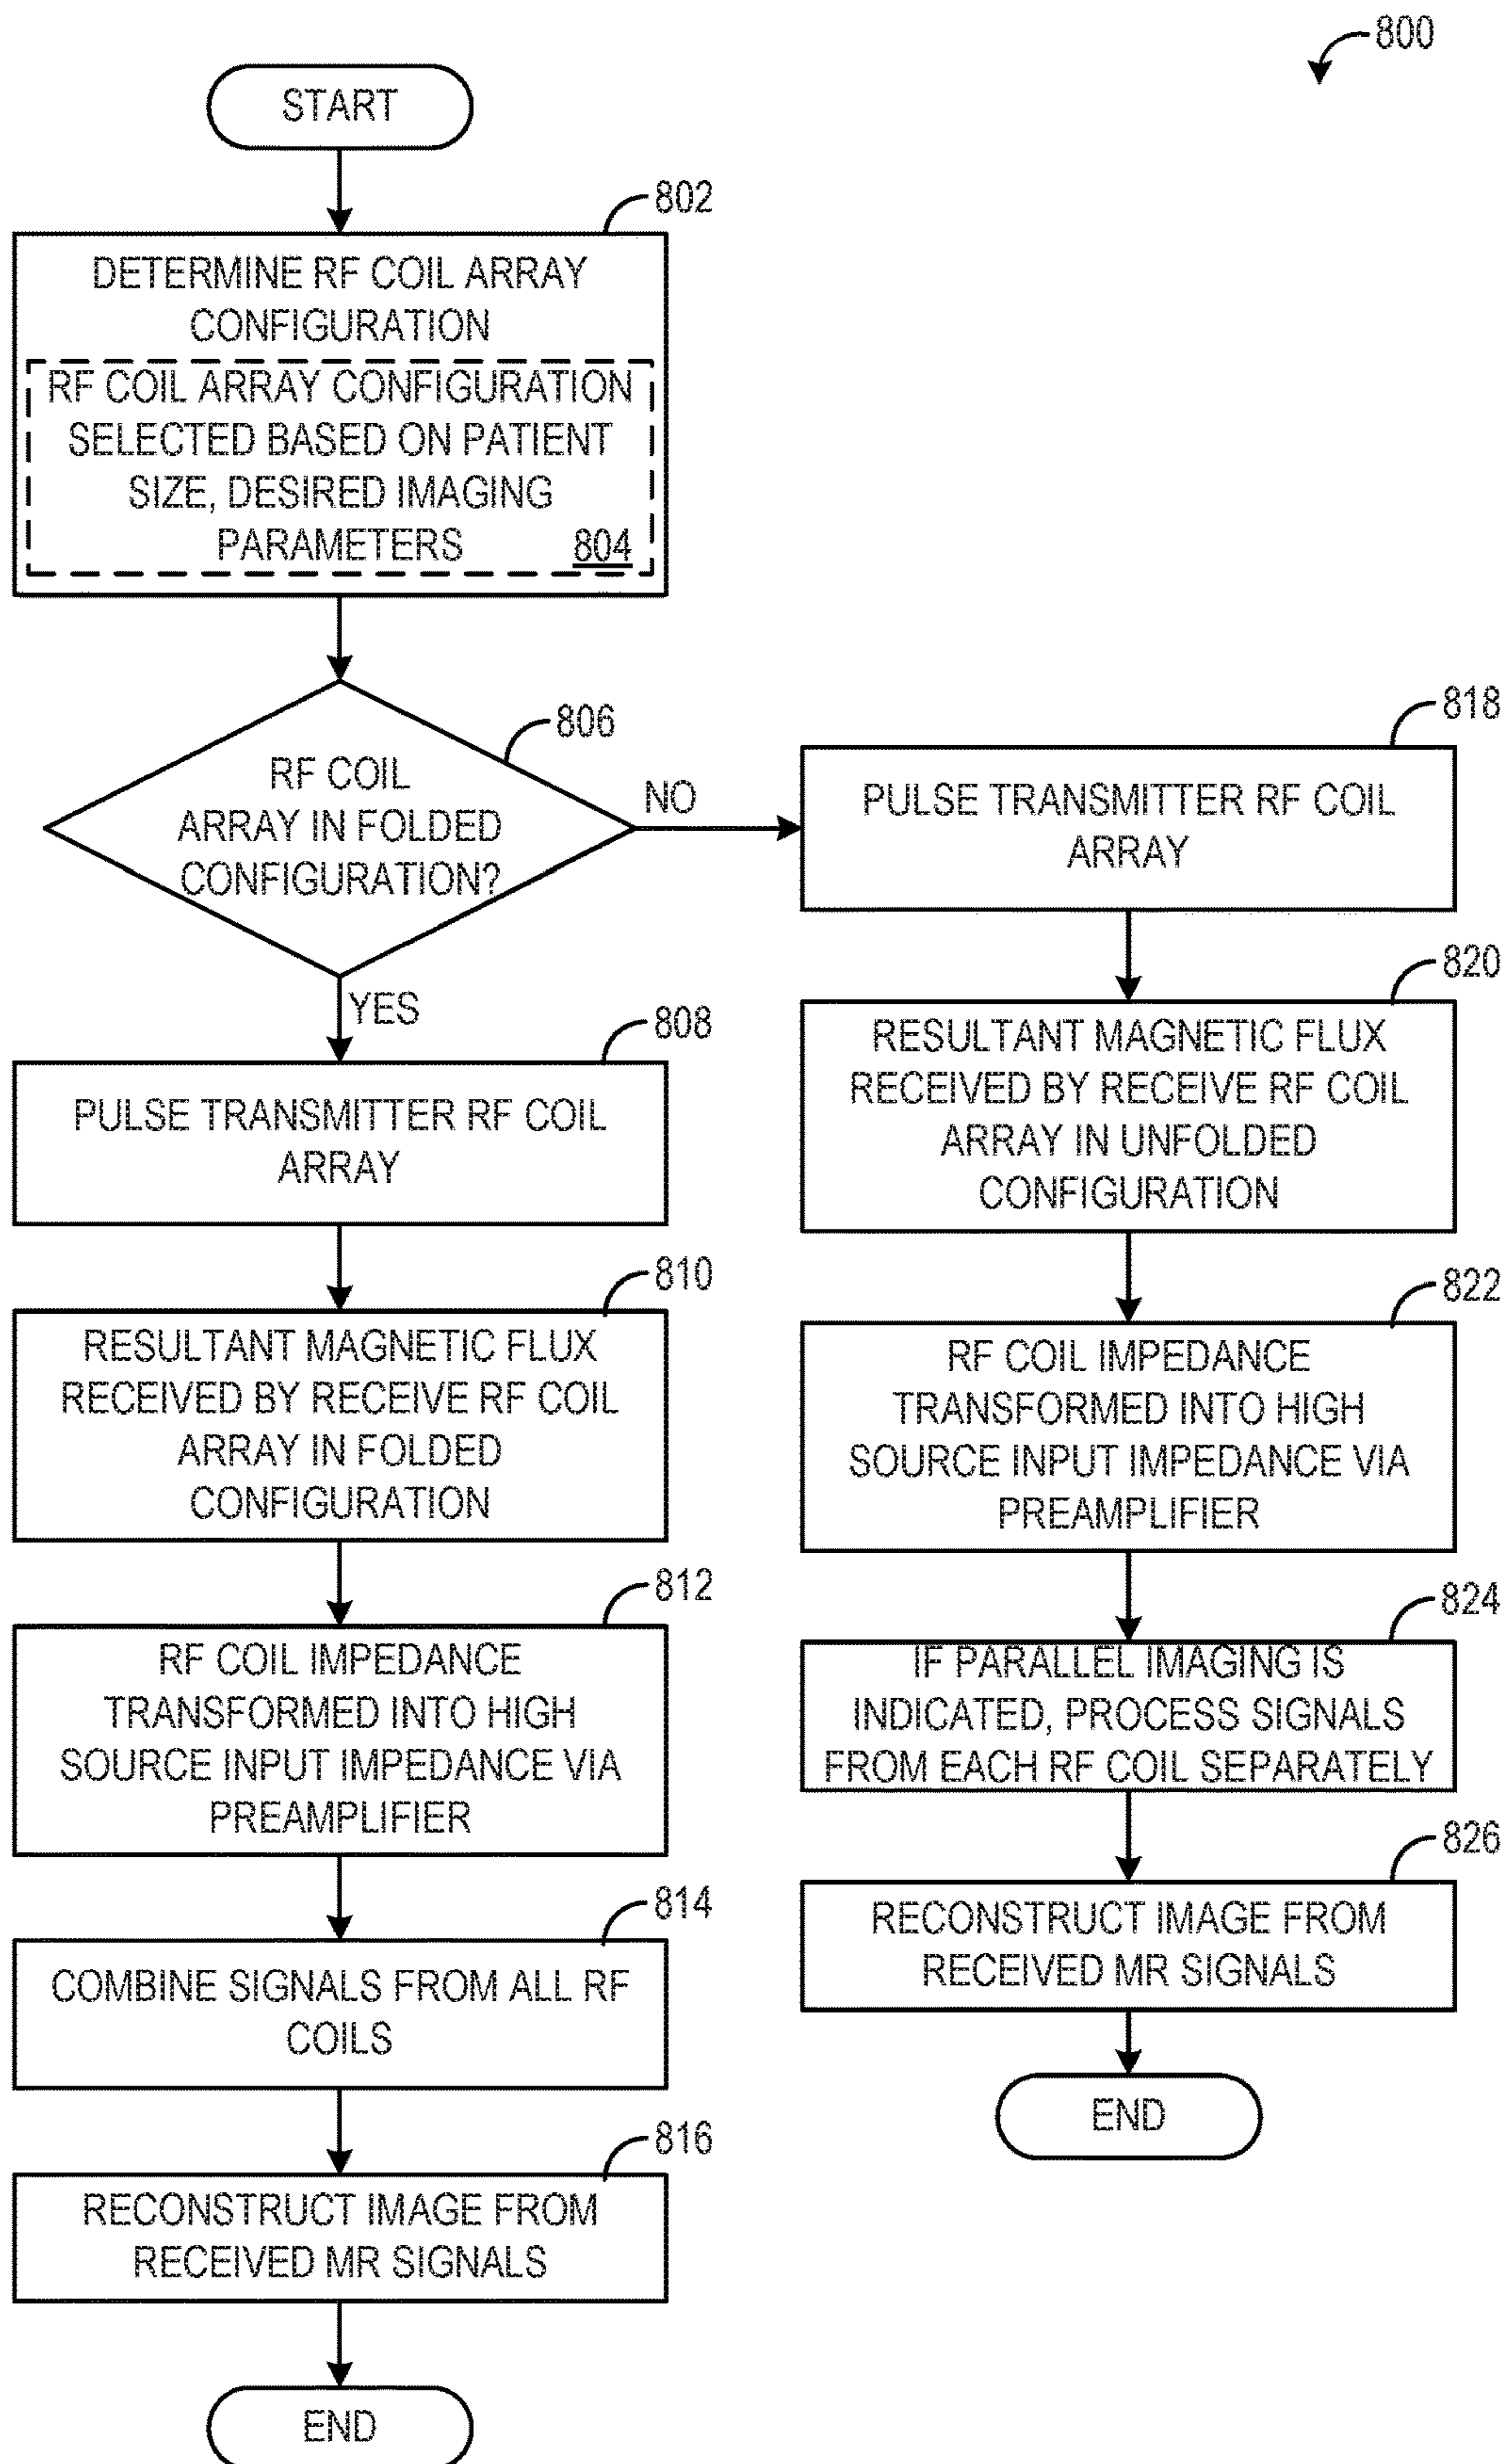 800
START
802
DETERMINE RF COIL ARRAY
CONFIGURATION
RF COIL ARRAY CONFIGURATION
SELECTED BASED ON PATIENT
SIZE, DESIRED IMAGING
PARAMETERS
804
806
RF COIL
ARRAY IN FOLDED
CONFIGURATION?
NO
YES
808
PULSE TRANSMITTER RF COIL
ARRAY
810
RESULTANT MAGNETIC FLUX
RECEIVED BY RECEIVE RF COIL
ARRAY IN FOLDED
CONFIGURATION
812
RF COIL IMPEDANCE
TRANSFORMED INTO HIGH
SOURCE INPUT IMPEDANCE VIA
PREAMPLIFIER
814
COMBINE SIGNALS FROM ALL RF
COILS
816
RECONSTRUCT IMAGE FROM
RECEIVED MR SIGNALS
END
818
PULSE TRANSMITTER RF COIL
ARRAY
820
RESULTANT MAGNETIC FLUX
RECEIVED BY RECEIVE RF COIL
ARRAY IN UNFOLDED
CONFIGURATION
822
RF COIL IMPEDANCE
TRANSFORMED INTO HIGH
SOURCE INPUT IMPEDANCE VIA
PREAMPLIFIER
824
IF PARALLEL IMAGING IS
INDICATED, PROCESS SIGNALS
FROM EACH RF COIL SEPARATELY
826
RECONSTRUCT IMAGE FROM
RECEIVED MR SIGNALS
END